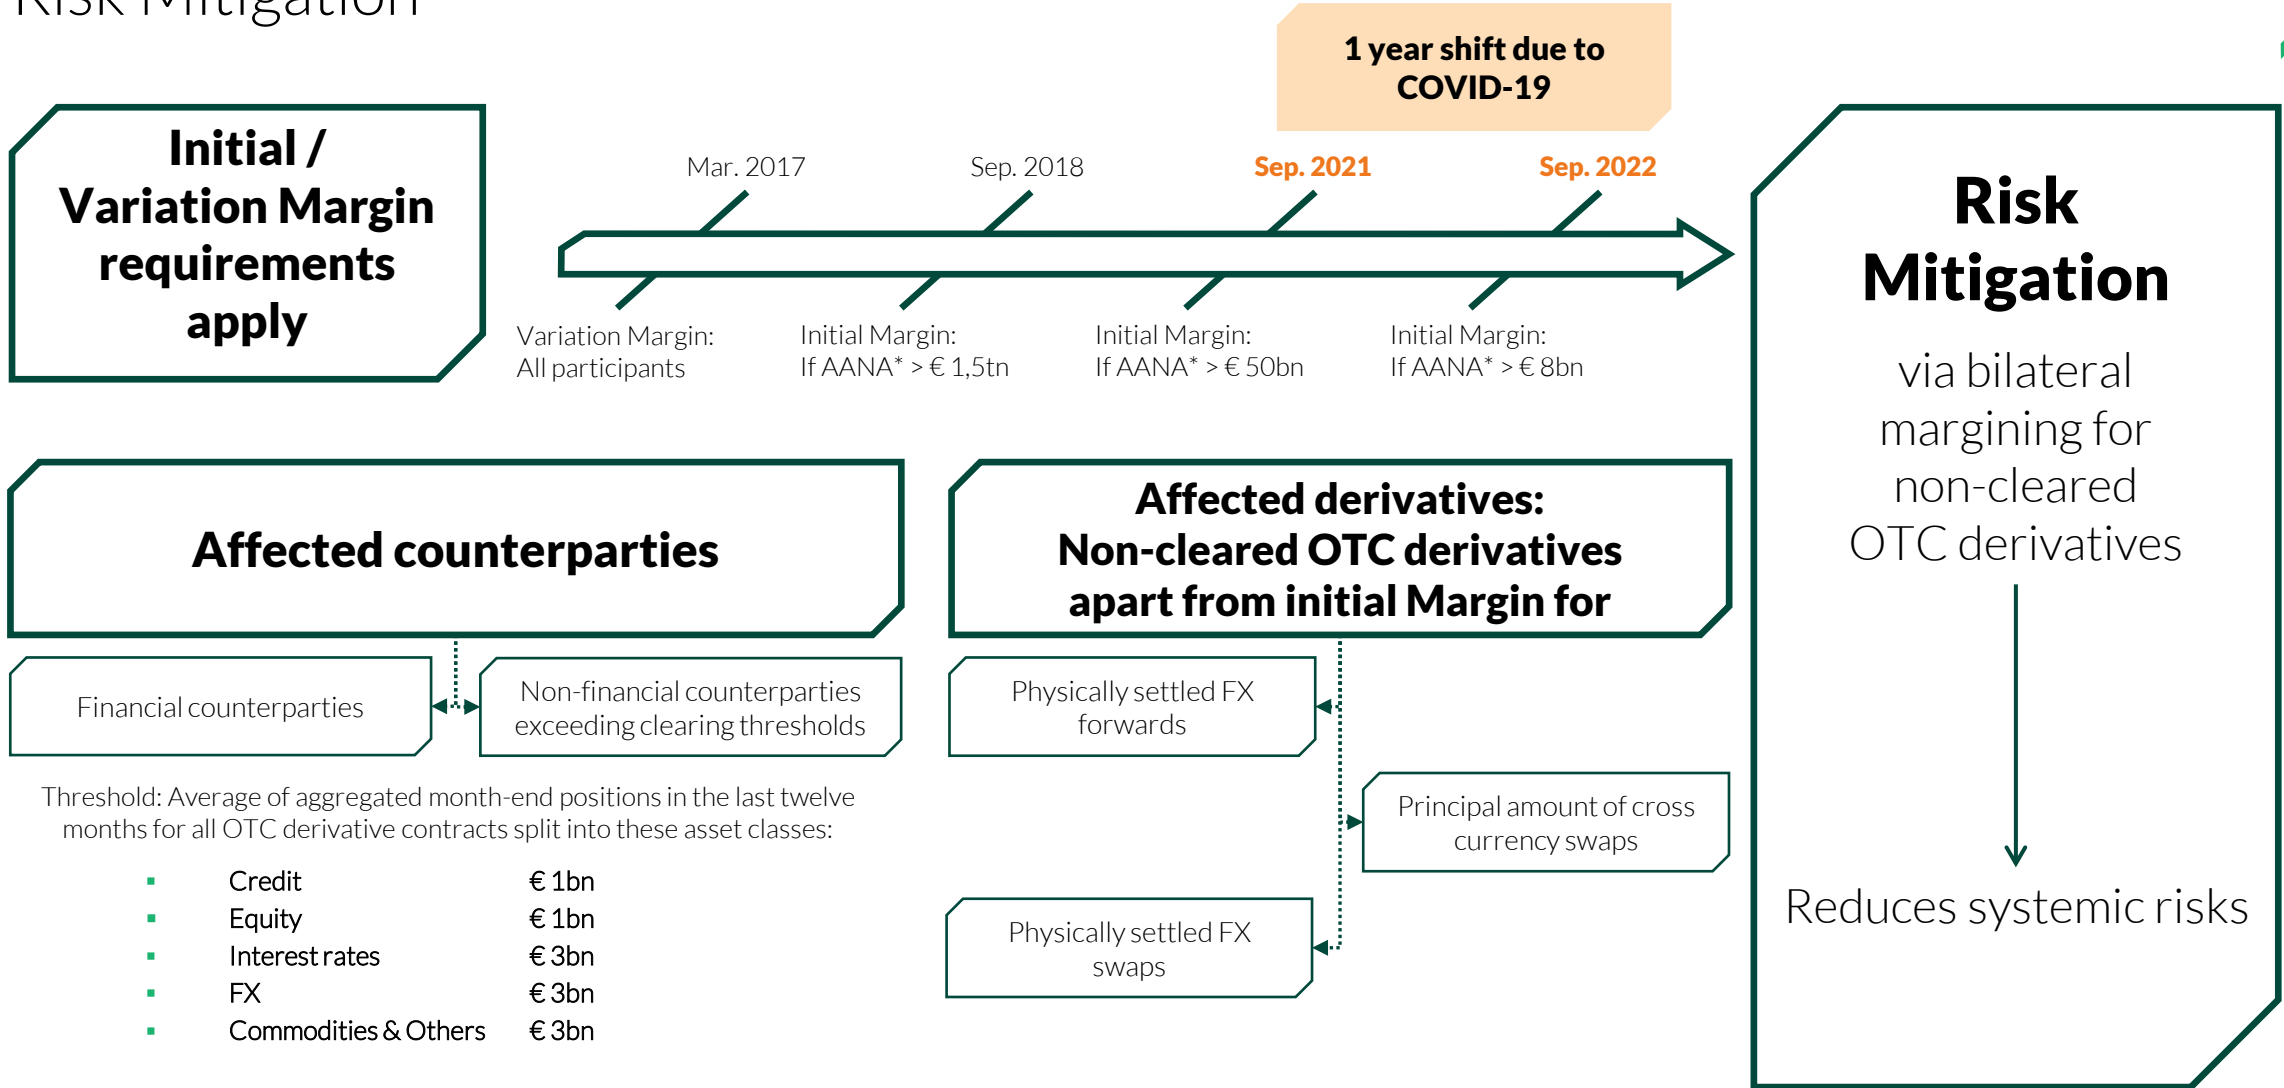 Risk Mitigation
1 year shift due to
COVID-19
Initial /
Variation Margin
requirements
apply
Mar. 2017
Sep. 2018
Sep. 2021
Sep. 2022
Variation Margin:
All participants
Initial Margin:
If AANA* > € 1,5tn
Initial Margin:
If AANA* > € 50bn
Initial Margin:
If AANA* > € 8bn
Risk
Mitigation
via bilateral
margining for
non-cleared
OTC derivatives
Reduces systemic risks
Affected counterparties
Financial counterparties
Non-financial counterparties
exceeding clearing thresholds
Threshold: Average of aggregated month-end positions in the last twelve
months for all OTC derivative contracts split into these asset classes:
▪ Credit € 1bn
▪ Equity € 1bn
▪ Interest rates € 3bn
▪ FX € 3bn
▪ Commodities & Others € 3bn
Affected derivatives:
Non-cleared OTC derivatives
apart from initial Margin for
Physically settled FX
forwards
Principal amount of cross
currency swaps
Physically settled FX
swaps